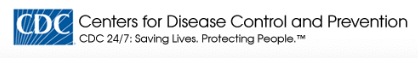 CDC Centers for Disease Control and Prevention
CDC 24/7: Saving Lives. Protecting People.™